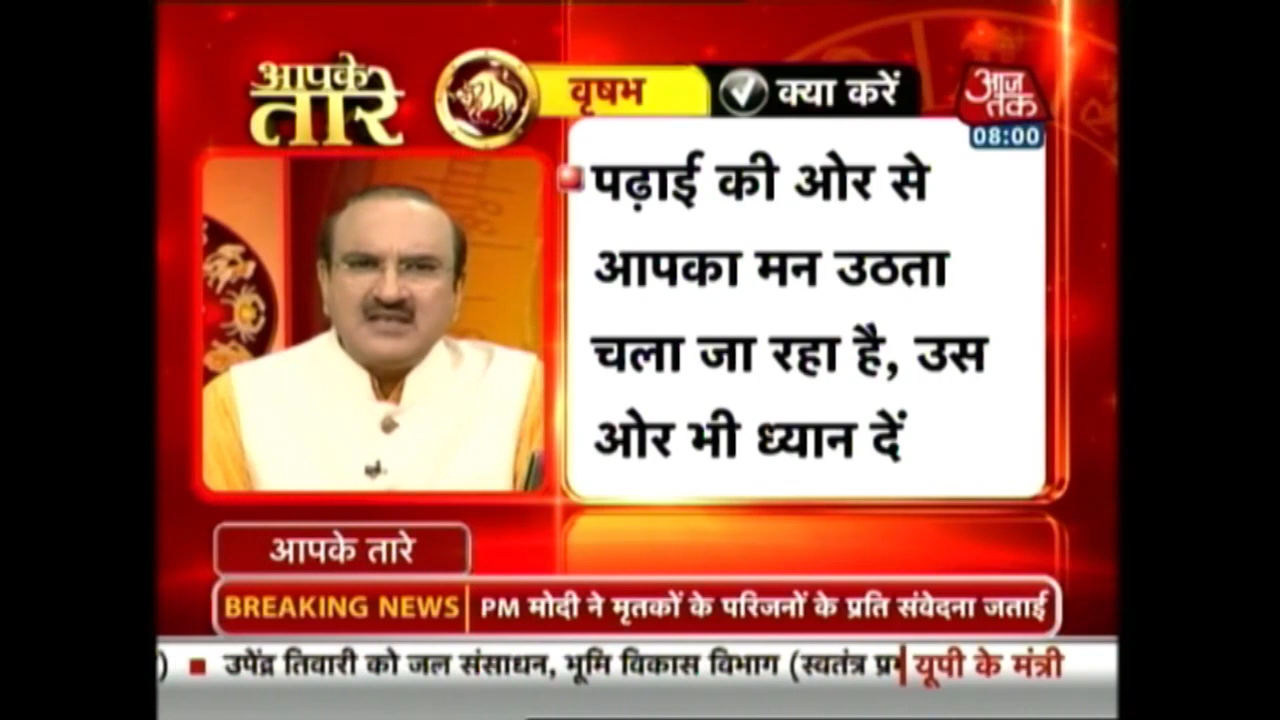 आपके
तारे
वृषभ
क्या करें
आज
तक
08:00
पढ़ाई की ओर से
आपका मन उठता
चला जा रहा है, उस
ओर भी ध्यान दें
आपके तारे
BREAKING NEWS PM मोदी ने मृतकों के परिजनों के प्रति संवेदना जताई
) उपेंद्र तिवारी को जल संसाधन, भूमि विकास विभाग (स्वतंत्र यूपी के मंत्री